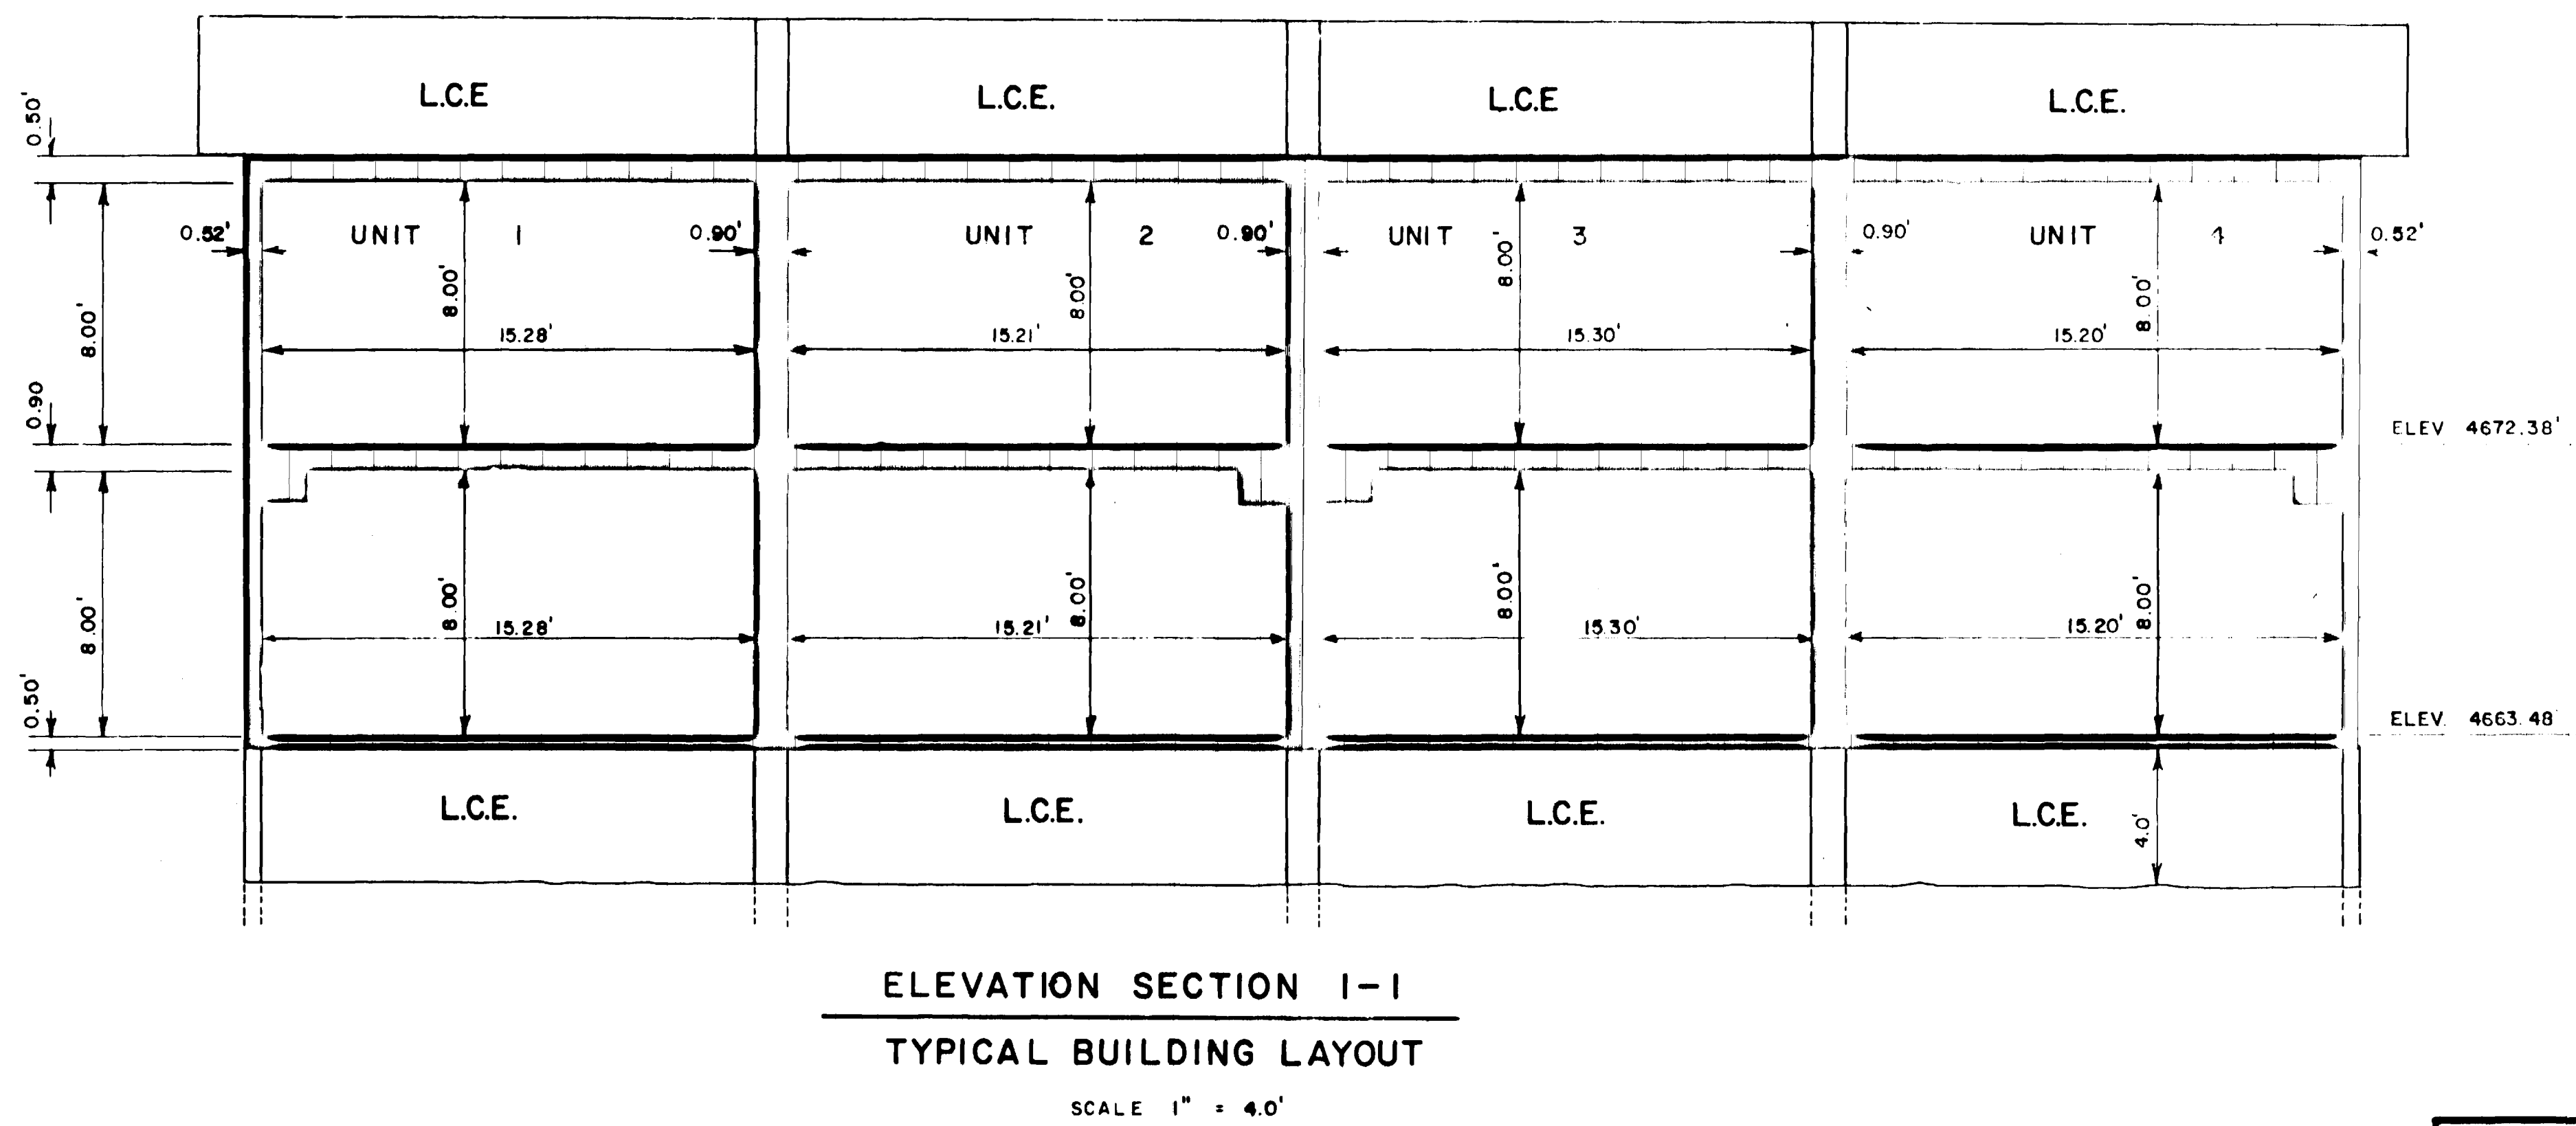 L.C.E L.C.E. L.C.E L.C.E.
0.50'
0.52' UNIT 1 0.90' UNIT 2 0.90' UNIT 3 0.90' UNIT 4 0.52'
8.00' 8.00' 8.00' 8.00' 8.00'
15.28' 15.21' 15.30' 15.20'
0.90
ELEV 4672.38'
8.00' 8.00' 8.00' 8.00' 8.00'
15.28' 15.21' 15.30' 15.20'
0.50'
ELEV. 4663.48
L.C.E. L.C.E. L.C.E. L.C.E.
4.0'
ELEVATION SECTION 1-1
TYPICAL BUILDING LAYOUT
SCALE 1" = 4.0'